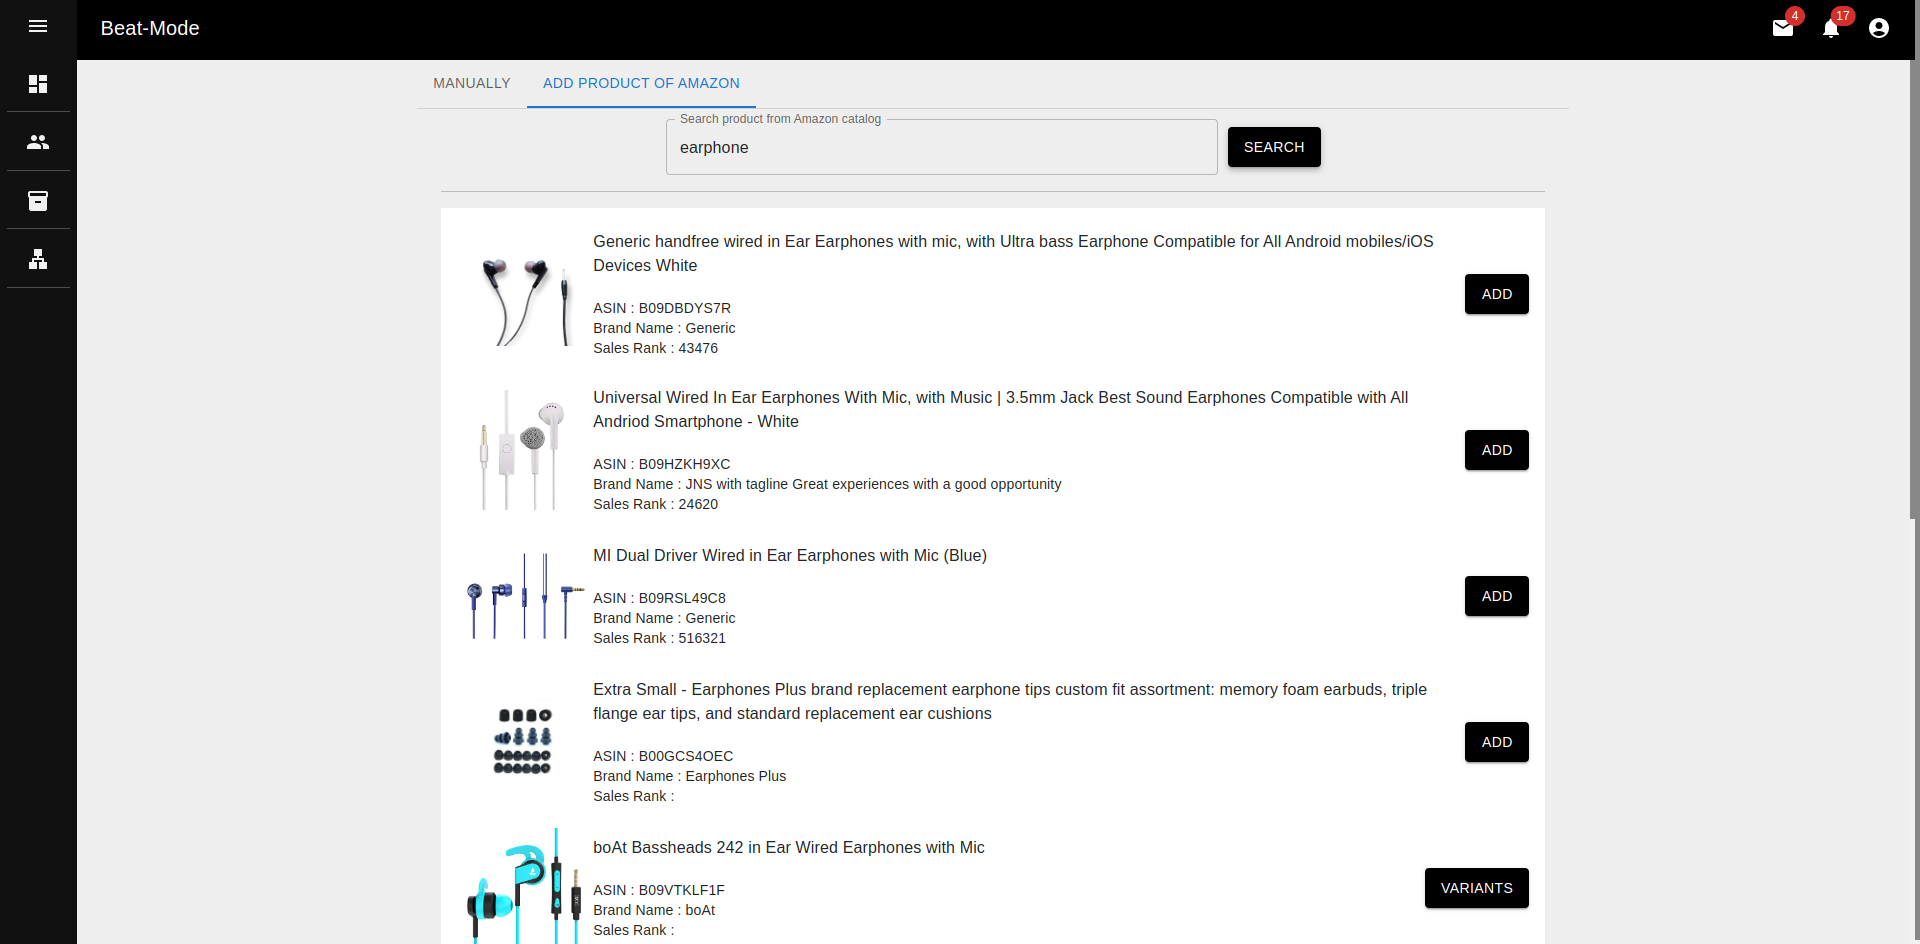 Beat-Mode
4
17
MANUALLY
ADD PRODUCT OF AMAZON
Search product from Amazon catalog
earphone
SEARCH
Generic handfree wired in Ear Earphones with mic, with Ultra bass Earphone Compatible for All Android mobiles/iOS
Devices White
ASIN : B09DBDYS7R
Brand Name : Generic
Sales Rank : 43476
ADD
Universal Wired In Ear Earphones With Mic, with Music | 3.5mm Jack Best Sound Earphones Compatible with All
Andriod Smartphone - White
ASIN : B09HZKH9XC
Brand Name : JNS with tagline Great experiences with a good opportunity
Sales Rank : 24620
ADD
MI Dual Driver Wired in Ear Earphones with Mic (Blue)
ASIN : B09RSL49C8
Brand Name : Generic
Sales Rank : 516321
ADD
Extra Small - Earphones Plus brand replacement earphone tips custom fit assortment: memory foam earbuds, triple
flange ear tips, and standard replacement ear cushions
ASIN : B00GCS4OEC
Brand Name : Earphones Plus
Sales Rank :
ADD
boAt Bassheads 242 in Ear Wired Earphones with Mic
ASIN : B09VTKLF1F
Brand Name : boAt
Sales Rank :
VARIANTS